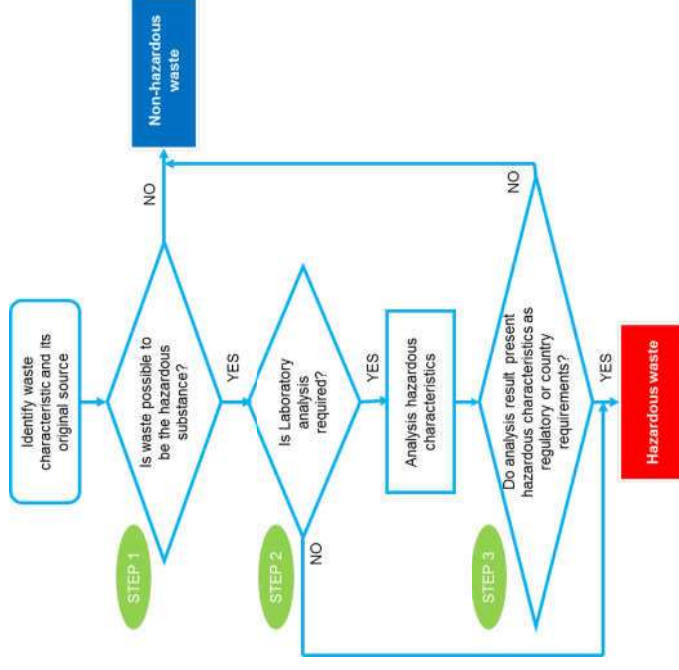 Identify waste
characteristic and its
original source
STEP 1
Is waste possible to
be the hazardous
substance?
NO
Non-hazardous
waste
YES
STEP 2
Is Laboratory
analysis
required?
NO
YES
Analysis hazardous
characteristics
STEP 3
Do analysis result present
hazardous characteristics as
regulatory or country
requirements?
NO
YES
Hazardous waste